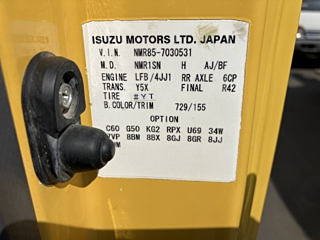 ISUZU MOTORS LTD. JAPAN
V.I.N. NMR85-7030531
M.D. NMR1SN H AJ/BF
ENGINE LFB/4JJ1 RR AXLE 6CP
TRANS. Y5X FINAL R42
TIRE #YT
B.COLOR/TRIM 729/155
OPTION
C60 G50 KG2 RPX U69 34W
7VP 8BM 8BX 8GJ 8GR 8JJ